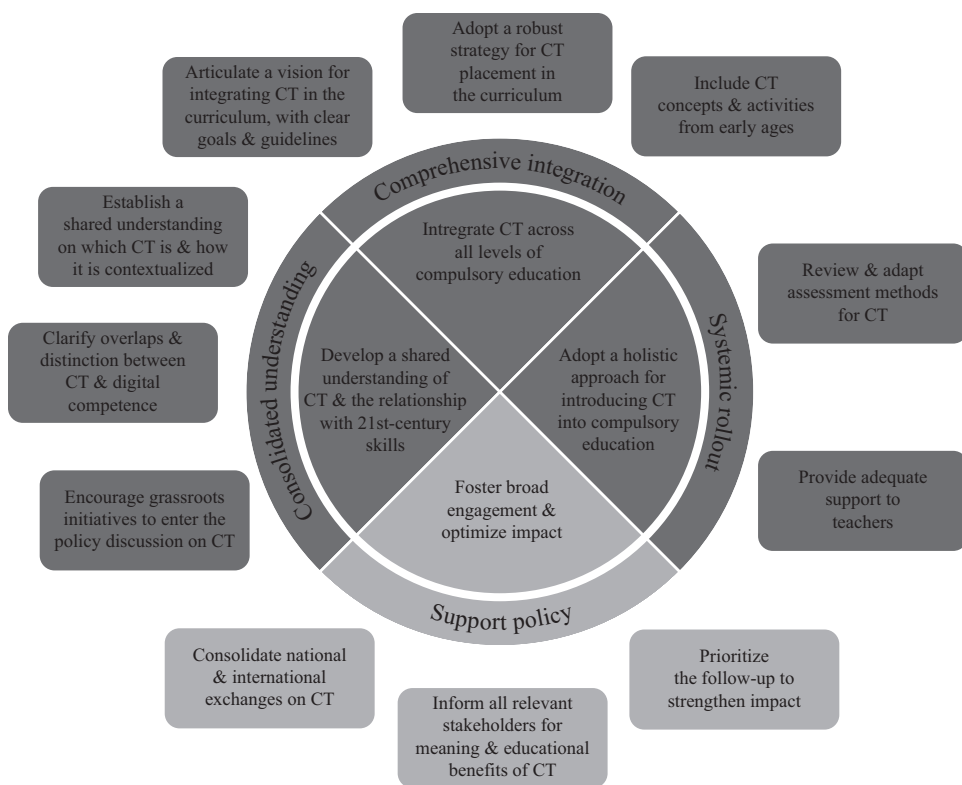 Adopt a robust
strategy for CT
placement in
the curriculum
Articulate a vision for
integrating CT in the
curriculum, with clear
goals & guidelines
Include CT
concepts & activities
from early ages
Establish a
shared understanding
on which CT is & how
it is contextualized
Review & adapt
assessment methods
for CT
Clarify overlaps &
distinction between
CT & digital
competence
Encourage grassroots
initiatives to enter the
policy discussion on CT
Provide adequate
support to
teachers
Consolidate national
& international
exchanges on CT
Inform all relevant
stakeholders for
meaning & educational
benefits of CT
Prioritize
the follow-up to
strengthen impact
Comprehensive integration
Intregrate CT across
all levels of
compulsory education
Consolidated understanding
Develop a shared
understanding of
CT & the relationship
with 21st-century
skills
Systemic rollout
Adopt a holistic
approach for
introducing CT
into compulsory
education
Foster broad
engagement &
optimize impact
Support policy